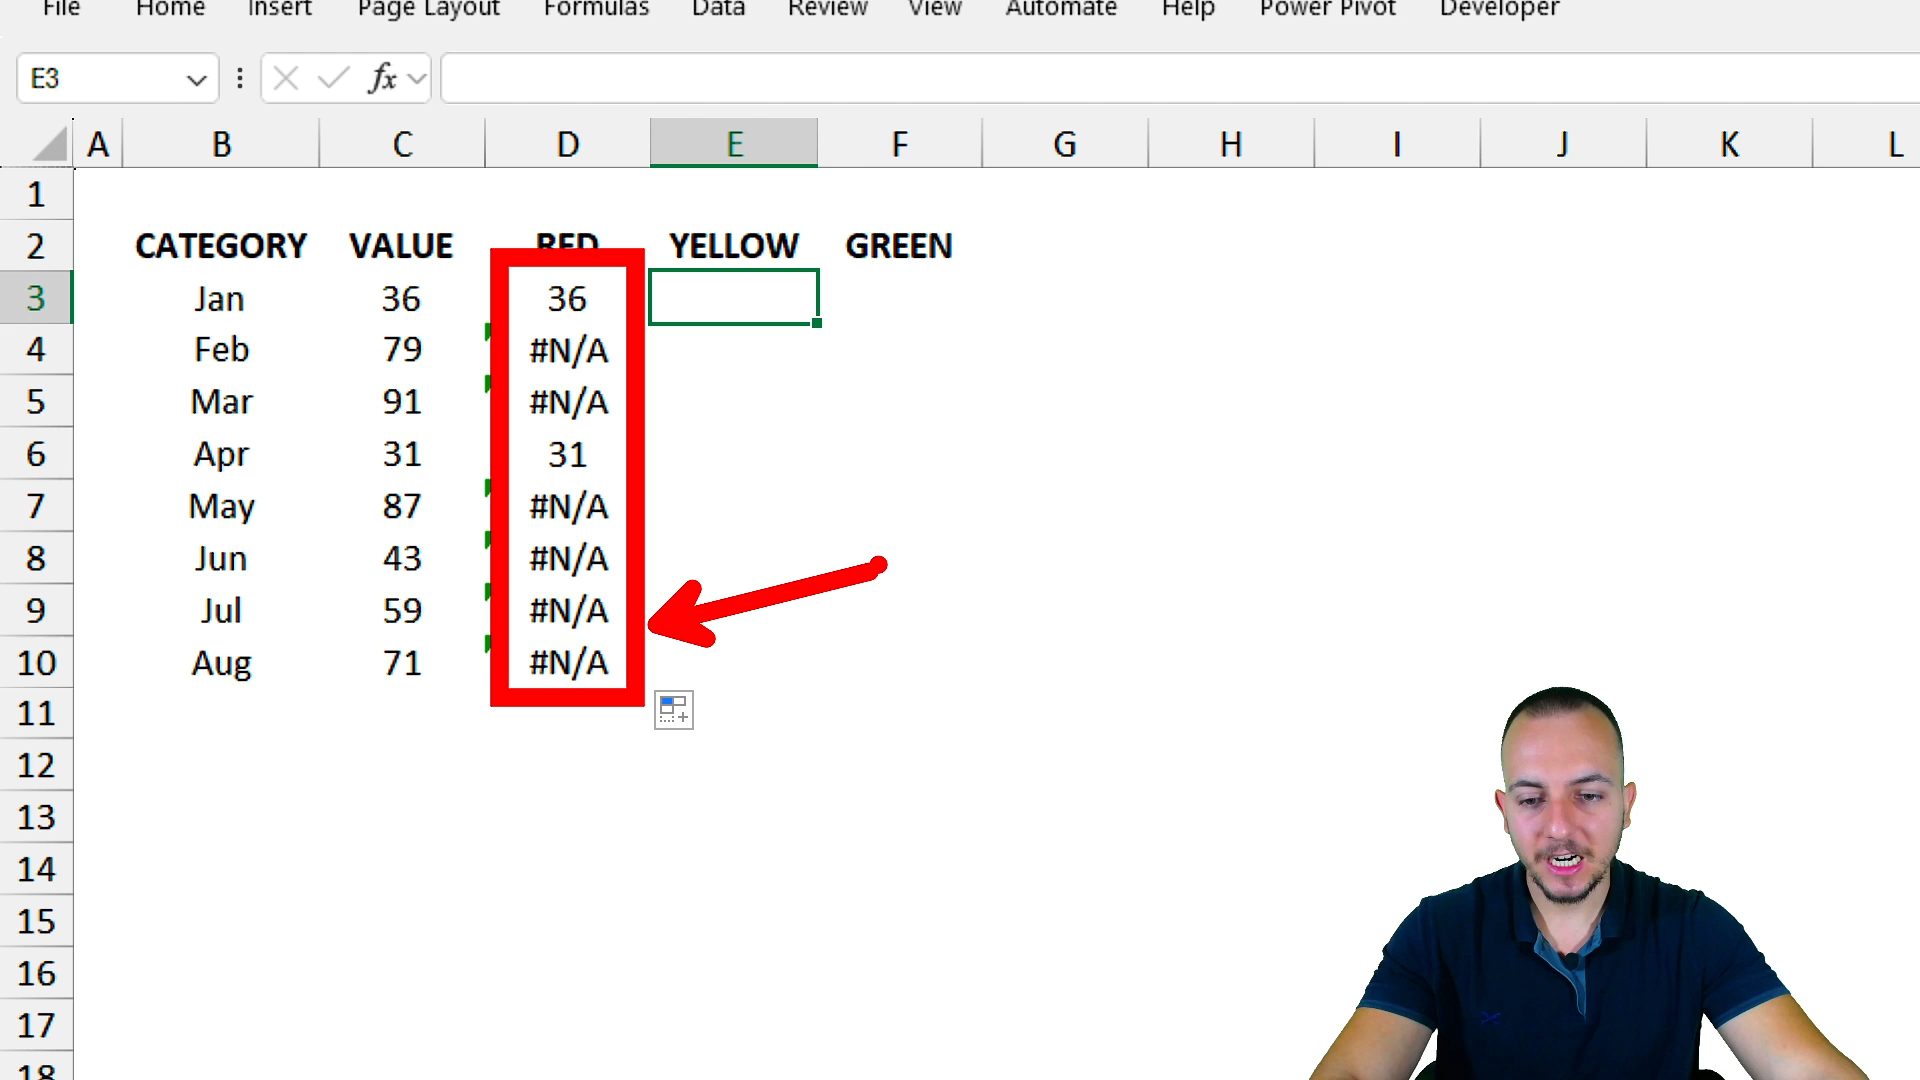 File Home Insert Page Layout Formulas Data Review View Automate Help Power Pivot Developer
E3 fx
A B C D E F G H I J K L
1
2 CATEGORY VALUE RED YELLOW GREEN
3 Jan 36 36
4 Feb 79 #N/A
5 Mar 91 #N/A
6 Apr 31 31
7 May 87 #N/A
8 Jun 43 #N/A
9 Jul 59 #N/A
10 Aug 71 #N/A
11
12
13
14
15
16
17
18